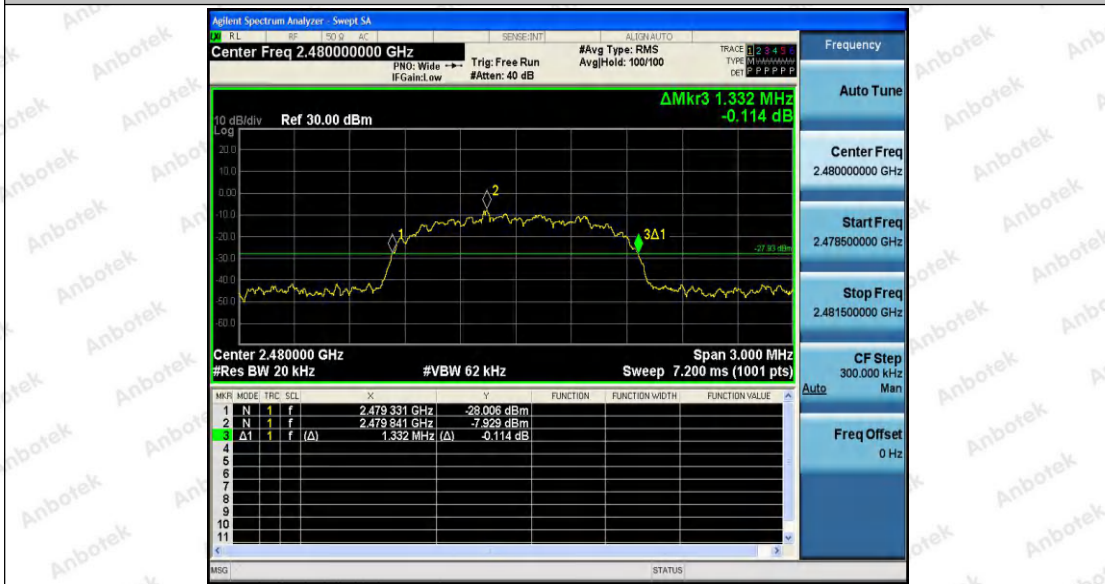 Agilent Spectrum Analyzer - Swept SA
RL RF 50 Ω AC SENSE:INT ALIGN AUTO
Center Freq 2.480000000 GHz
PNO: Wide
IFGain:Low
Trig: Free Run
#Atten: 40 dB
#Avg Type: RMS
Avg|Hold: 100/100
TRACE 1 2 3 4 5 6
TYPE M
DET P P P P P P
ΔMkr3 1.332 MHz
-0.114 dB
10 dB/div Ref 30.00 dBm
Log
20.0
10.0
0.00
-10.0
-20.0
-30.0
-40.0
-50.0
-60.0
1
2
3Δ1
-27.93 dBm
Center 2.480000 GHz Span 3.000 MHz
#Res BW 20 kHz #VBW 62 kHz Sweep 7.200 ms (1001 pts)
MKR MODE TRC SCL X Y FUNCTION FUNCTION WIDTH FUNCTION VALUE
1 N 1 f 2.479 331 GHz -28.006 dBm
2 N 1 f 2.479 841 GHz -7.929 dBm
3 Δ1 1 f (Δ) 1.332 MHz (Δ) -0.114 dB
4
5
6
7
8
9
10
11
MSG STATUS
Frequency
Auto Tune
Center Freq
2.480000000 GHz
Start Freq
2.478500000 GHz
Stop Freq
2.481500000 GHz
CF Step
300.000 kHz
Auto Man
Freq Offset
0 Hz
Anbotek